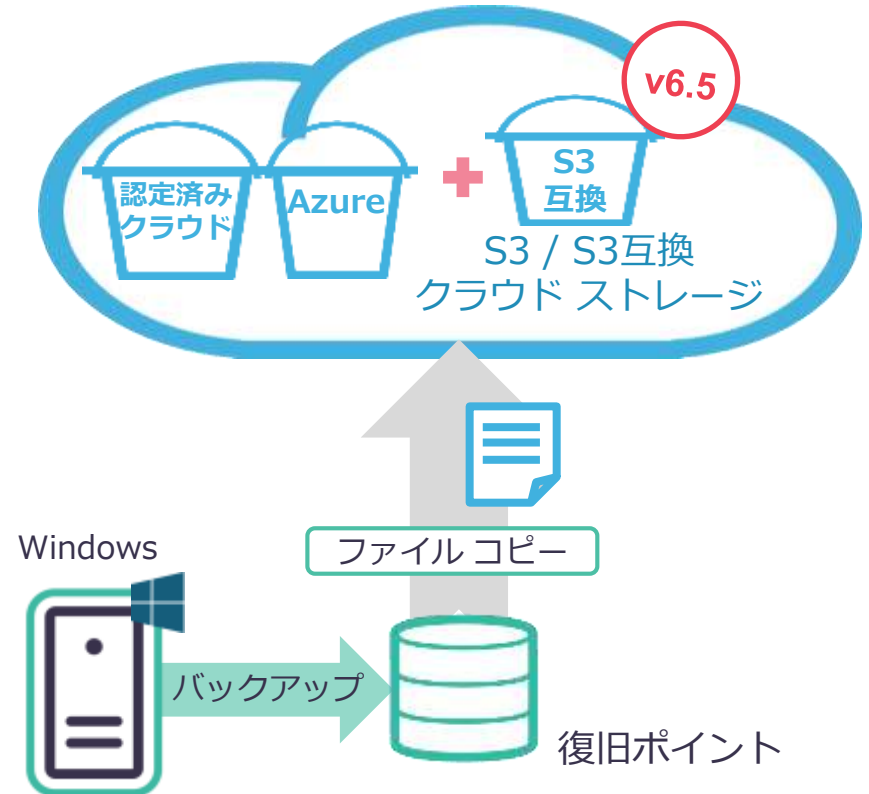 v6.5
認定済み
クラウド
Azure
S3
互換
S3 / S3互換
クラウド ストレージ
Windows
ファイル コピー
バックアップ
復旧ポイント